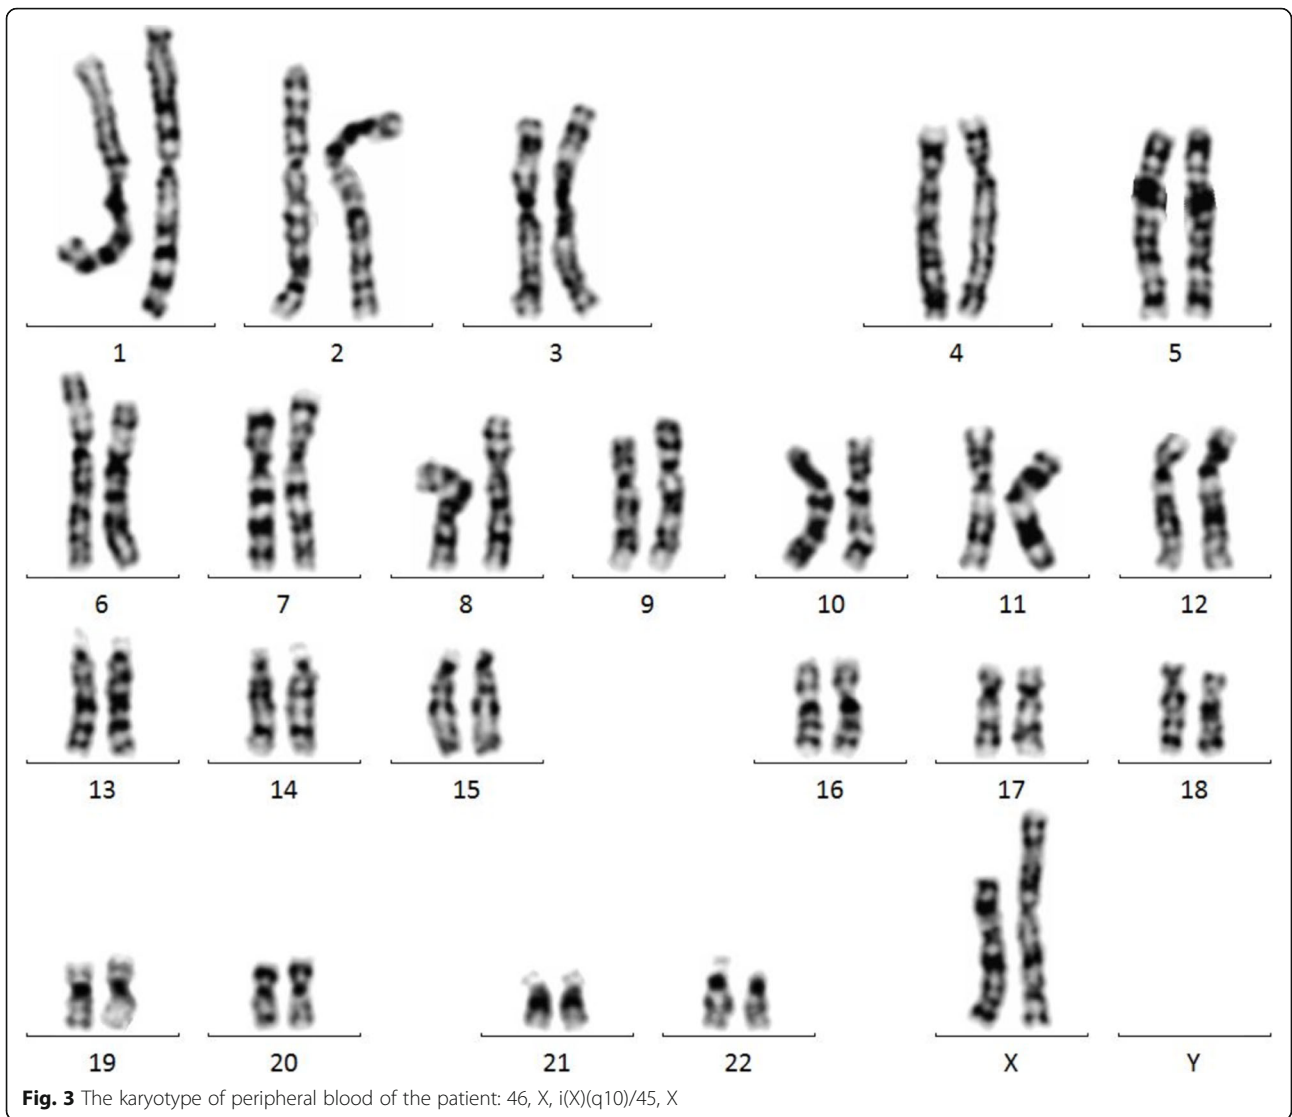 1 2 3 4 5
6 7 8 9 10 11 12
13 14 15 16 17 18
19 20 21 22 X Y
Fig. 3 The karyotype of peripheral blood of the patient: 46, X, i(X)(q10)/45, X